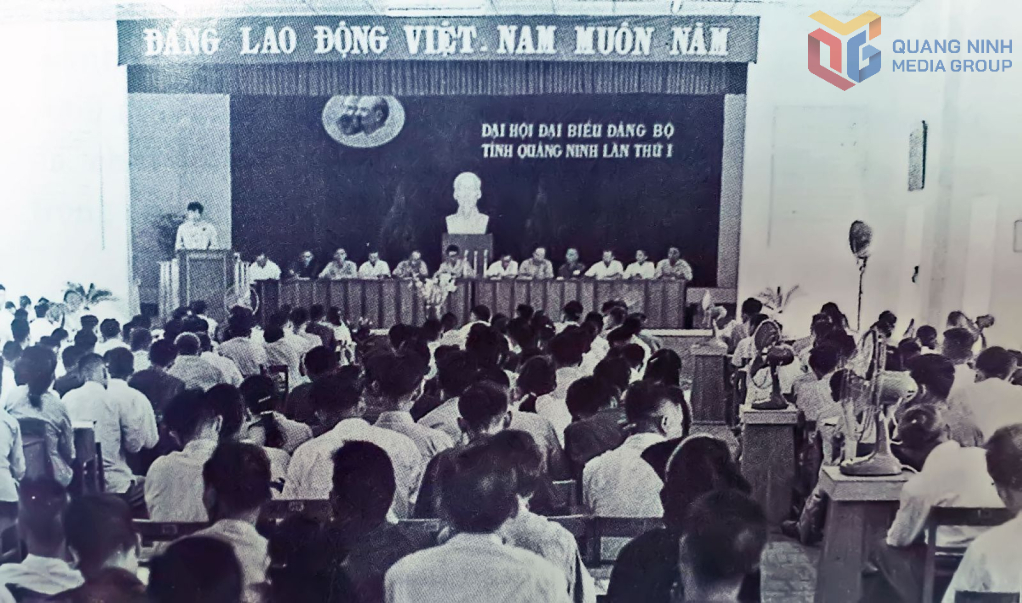 ĐẢNG LAO ĐỘNG VIỆT-NAM MUÔN NĂM
QUANG NINH
MEDIA GROUP
ĐẠI HỘI ĐẠI BIỂU ĐẢNG BỘ
TỈNH QUẢNG NINH LẦN THỨ I